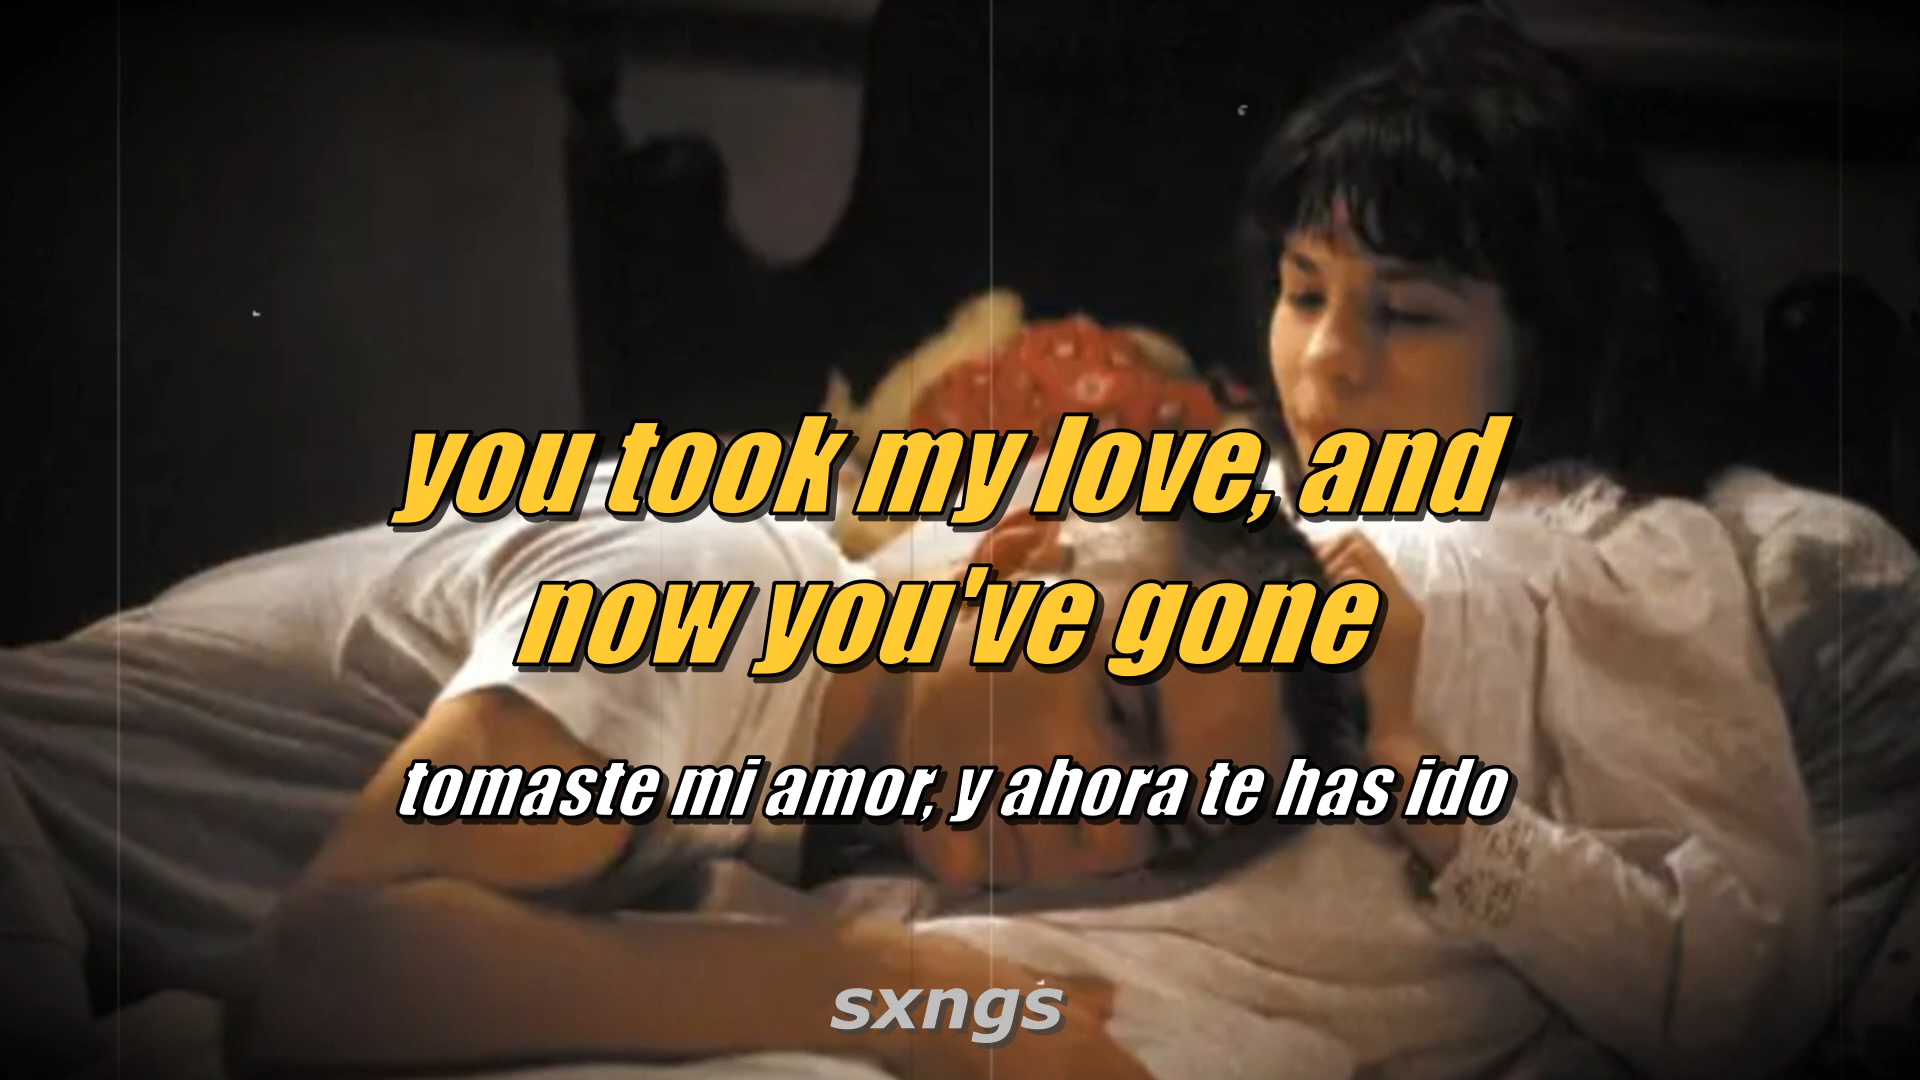 you took my love, and
now you've gone
tomaste mi amor, y ahora te has ido
sxngs